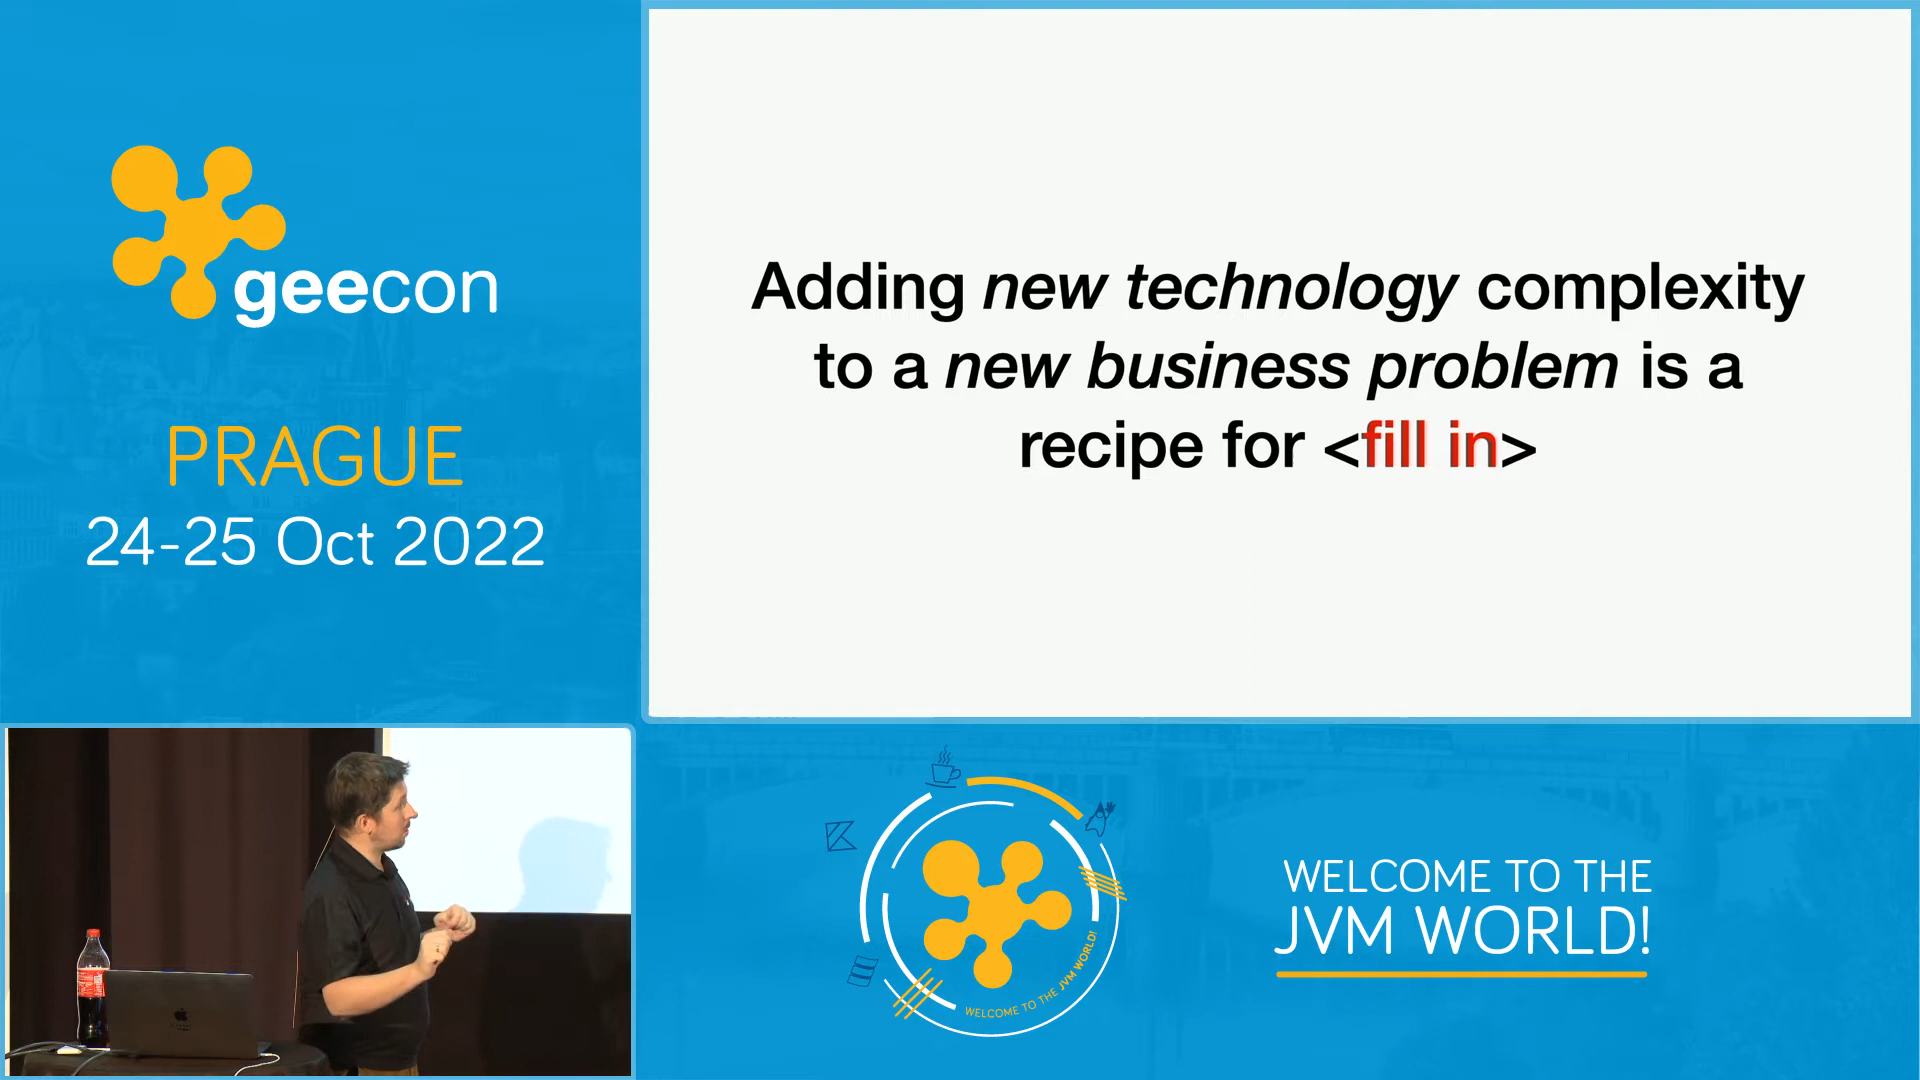 geecon
PRAGUE
24-25 Oct 2022
Adding new technology complexity
to a new business problem is a
recipe for <fill in>
WELCOME TO THE JVM WORLD!
WELCOME TO THE
JVM WORLD!